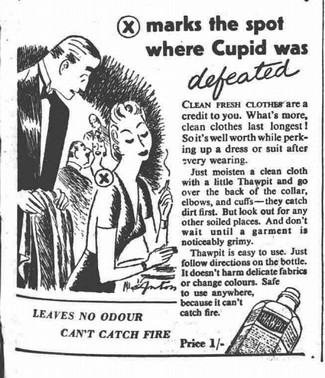 X marks the spot
where Cupid was
defeated
CLEAN FRESH CLOTHES are a
credit to you. What's more,
clean clothes last longest!
So it's well worth while perk-
ing up a dress or suit after
every wearing.
Just moisten a clean cloth
with a little Thawpit and go
over the back of the collar,
elbows, and cuffs—they catch
dirt first. But look out for any
other soiled places. And don't
wait until a garment is
noticeably grimy.
Thawpit is easy to use. Just
follow directions on the bottle.
It doesn't harm delicate fabrics
or change colours. Safe
to use anywhere,
because it can't
catch fire.
X
Anton
LEAVES NO ODOUR
CAN'T CATCH FIRE
Price 1/-
THAWPIT